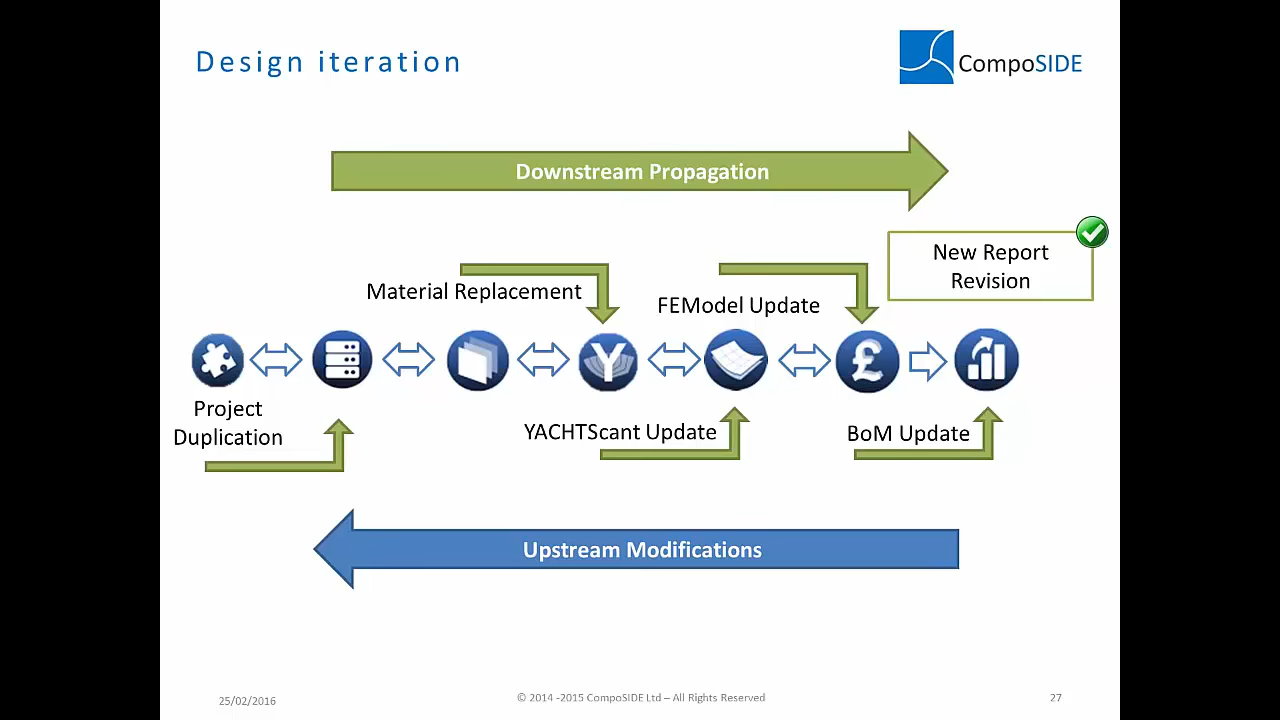 Design iteration
CompoSIDE
Downstream Propagation
New Report
Revision
Material Replacement
FEModel Update
Y
£
Project
Duplication
YACHTScant Update
BoM Update
Upstream Modifications
25/02/2016
© 2014 -2015 CompoSIDE Ltd – All Rights Reserved
27